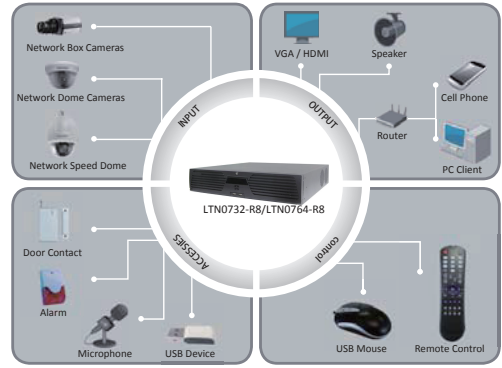 Network Box Cameras
Network Dome Cameras
Network Speed Dome
INPUT
VGA / HDMI
Speaker
Cell Phone
Router
PC Client
OUTPUT
LTN0732-R8/LTN0764-R8
ACCESSIES
Door Contact
Alarm
Microphone
USB Device
control
USB Mouse
Remote Control